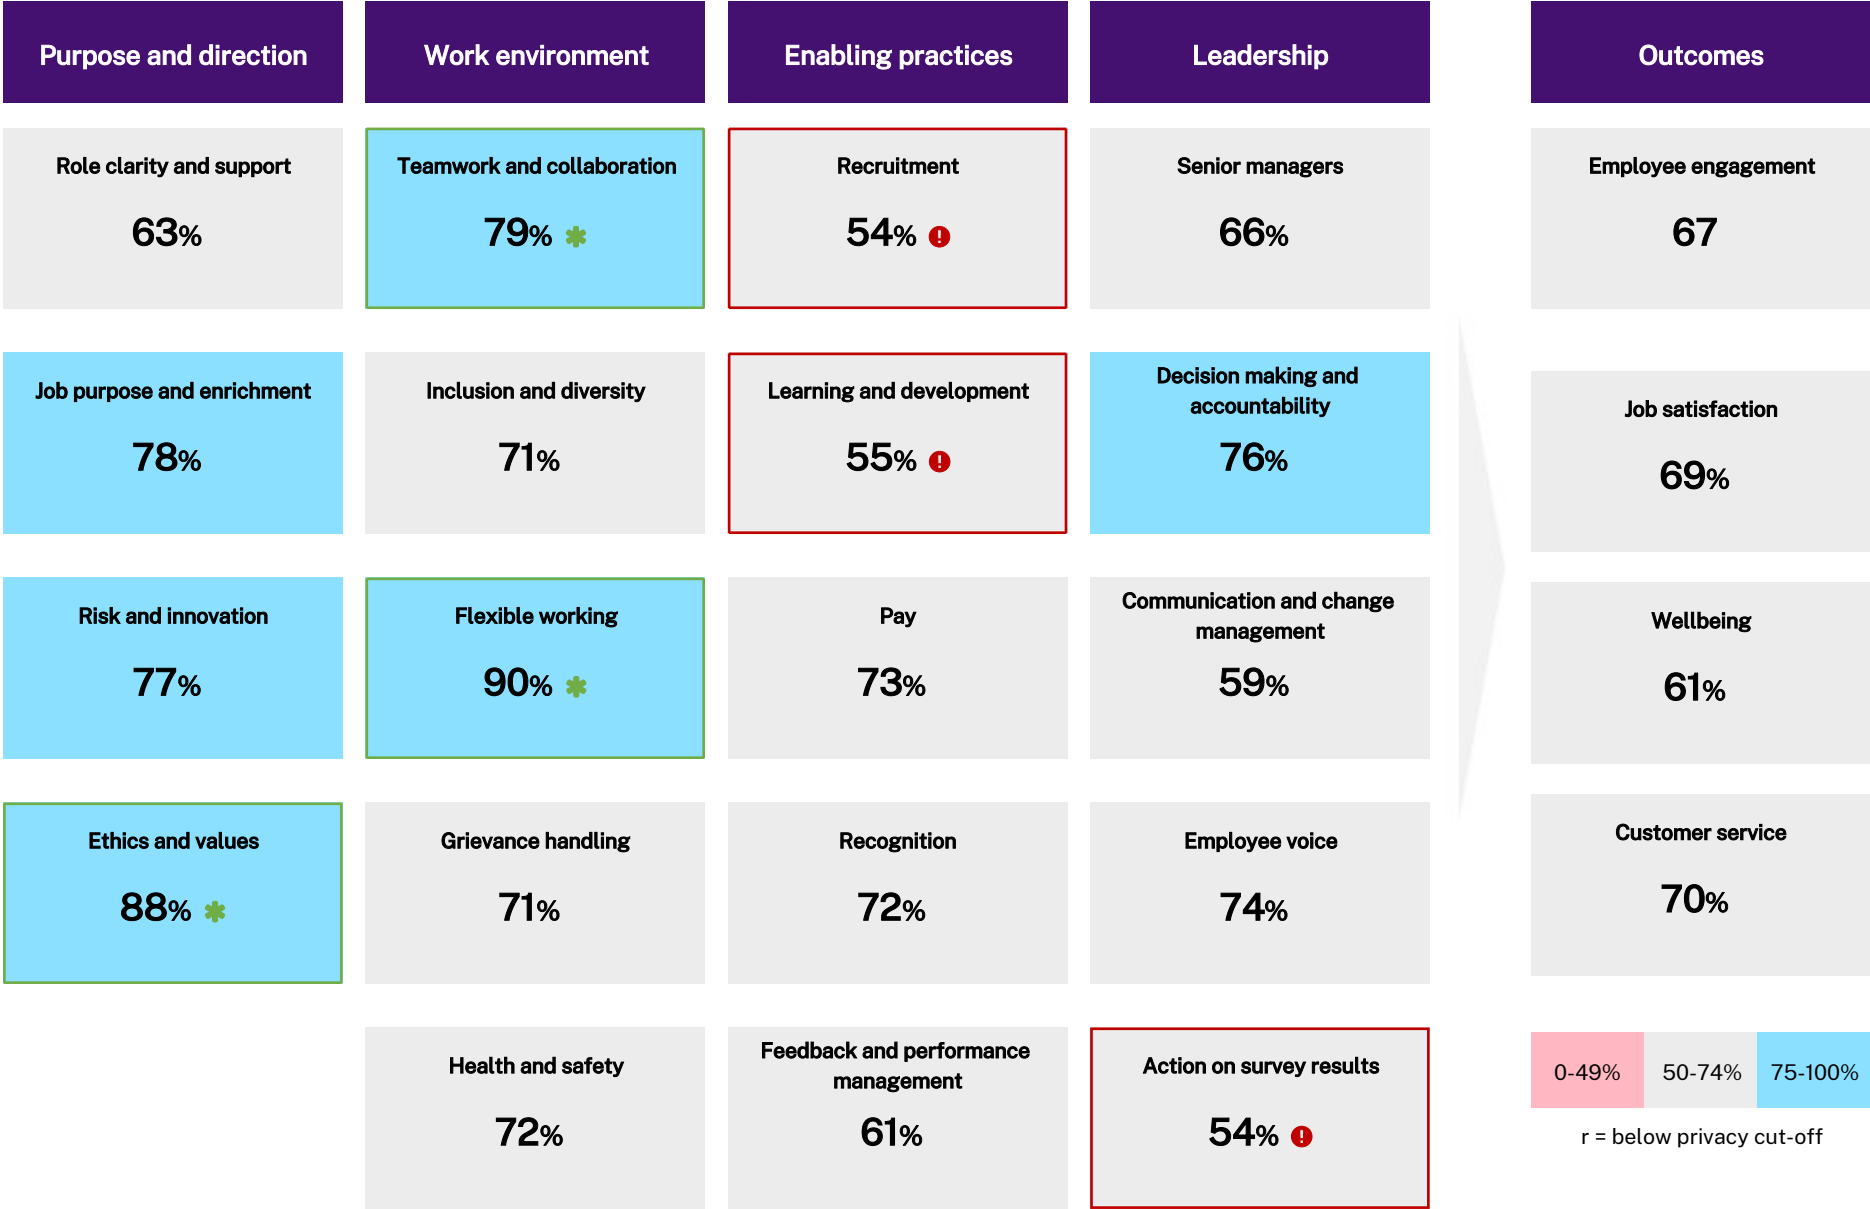 Purpose and direction
Work environment
Enabling practices
Leadership
Outcomes
Role clarity and support
63%
Teamwork and collaboration
79% ✱
Recruitment
54% !
Senior managers
66%
Employee engagement
67
Job purpose and enrichment
78%
Inclusion and diversity
71%
Learning and development
55% !
Decision making and
accountability
76%
Job satisfaction
69%
Risk and innovation
77%
Flexible working
90% ✱
Pay
73%
Communication and change
management
59%
Wellbeing
61%
Ethics and values
88% ✱
Grievance handling
71%
Recognition
72%
Employee voice
74%
Customer service
70%
Health and safety
72%
Feedback and performance
management
61%
Action on survey results
54% !
0-49%
50-74%
75-100%
r = below privacy cut-off